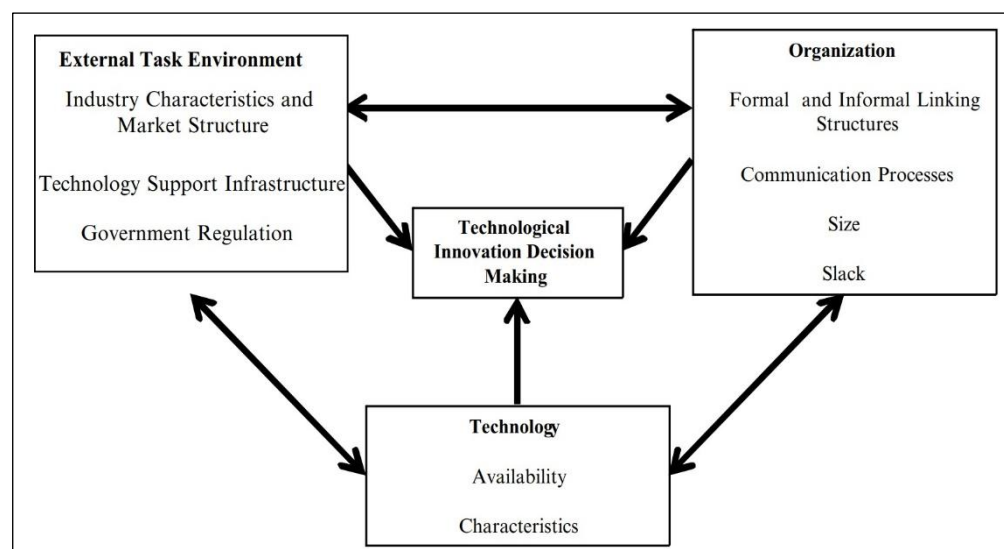 External Task Environment
Industry Characteristics and
Market Structure
Technology Support Infrastructure
Government Regulation
Organization
Formal and Informal Linking
Structures
Communication Processes
Size
Slack
Technological
Innovation Decision
Making
Technology
Availability
Characteristics